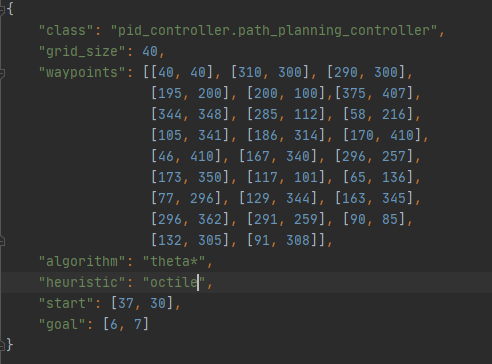 {
"class": "pid_controller.path_planning_controller",
"grid_size": 40,
"waypoints": [[40, 40], [310, 300], [290, 300],
[195, 200], [200, 100],[375, 407],
[344, 348], [285, 112], [58, 216],
[105, 341], [186, 314], [170, 410],
[46, 410], [167, 340], [296, 257],
[173, 350], [117, 101], [65, 136],
[77, 296], [129, 344], [163, 345],
[296, 362], [291, 259], [90, 85],
[132, 305], [91, 308]],
"algorithm": "theta*",
"heuristic": "octile",
"start": [37, 30],
"goal": [6, 7]
}